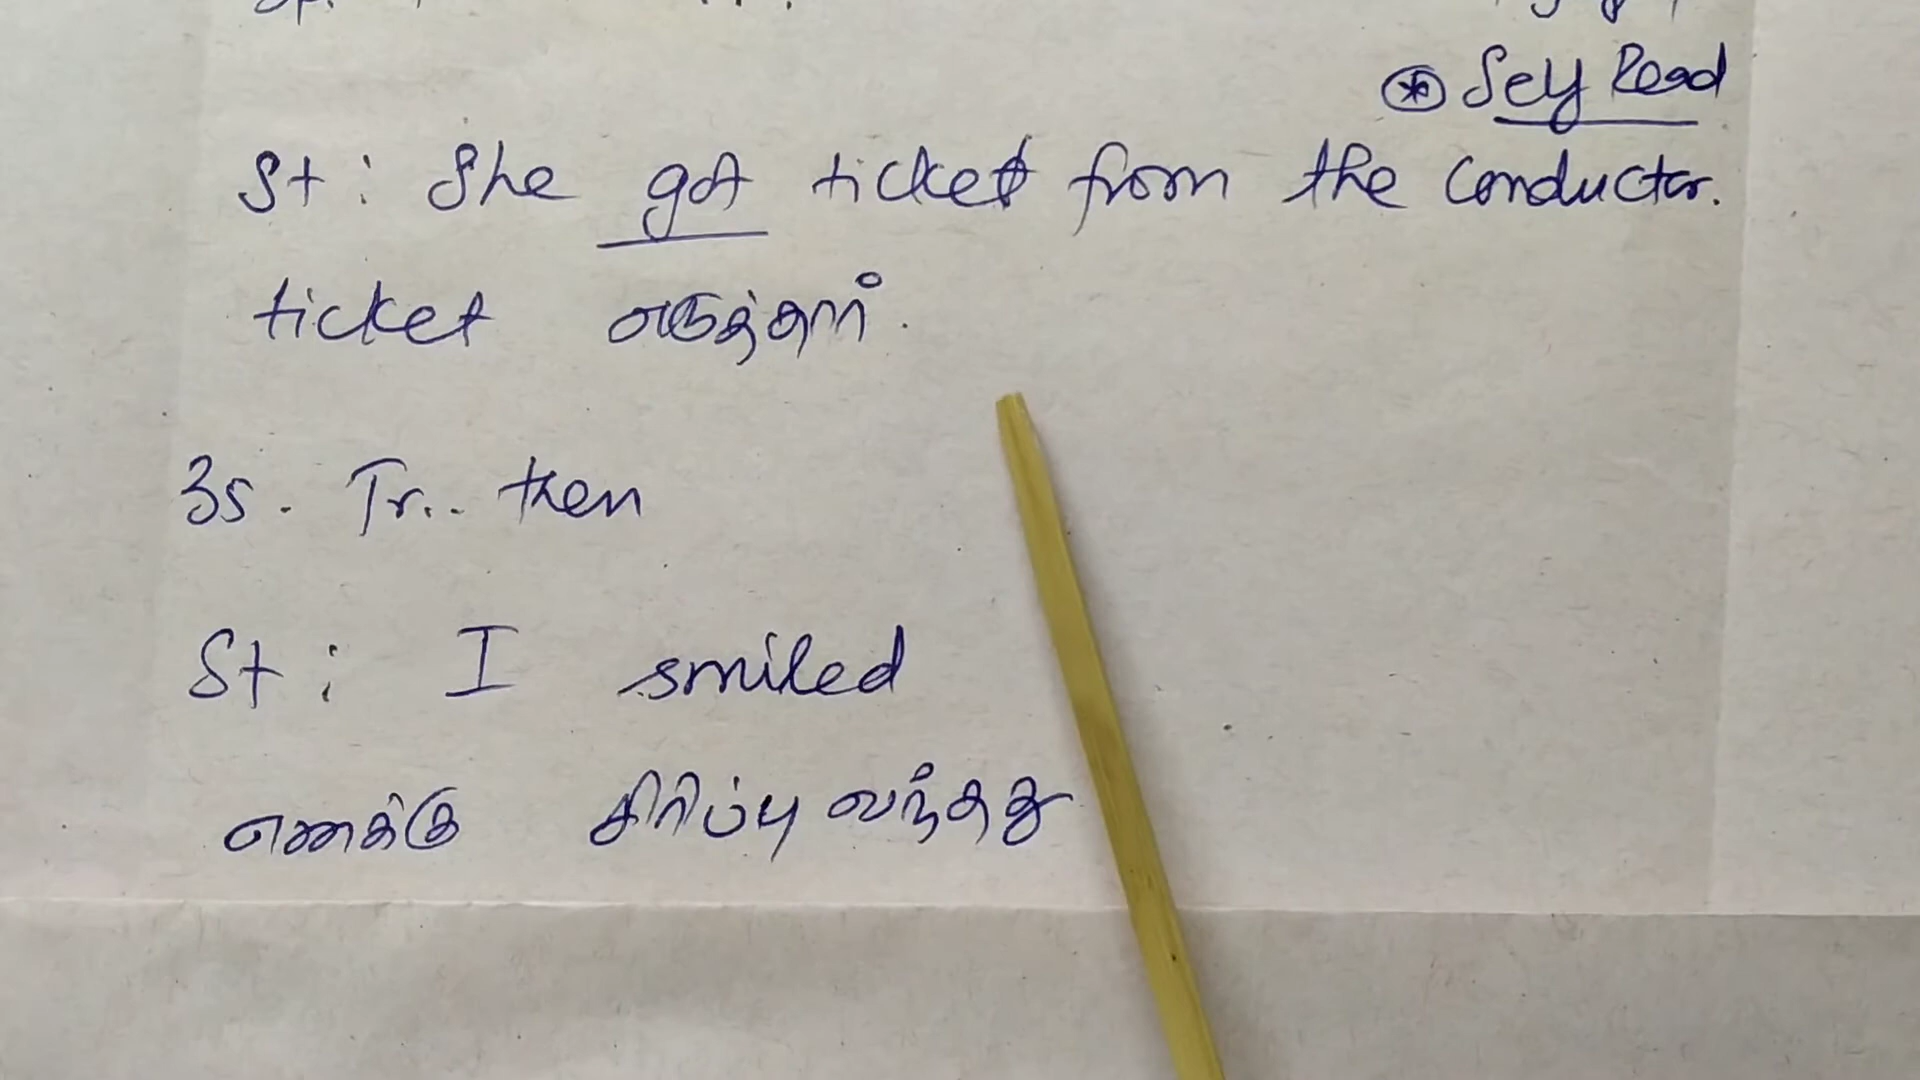 * Self Read
St : She got ticket from the conductor.
ticket எடுத்தார்.
35. Tr.. then
St : I smiled
எனக்கு சிரிப்பு வந்தது